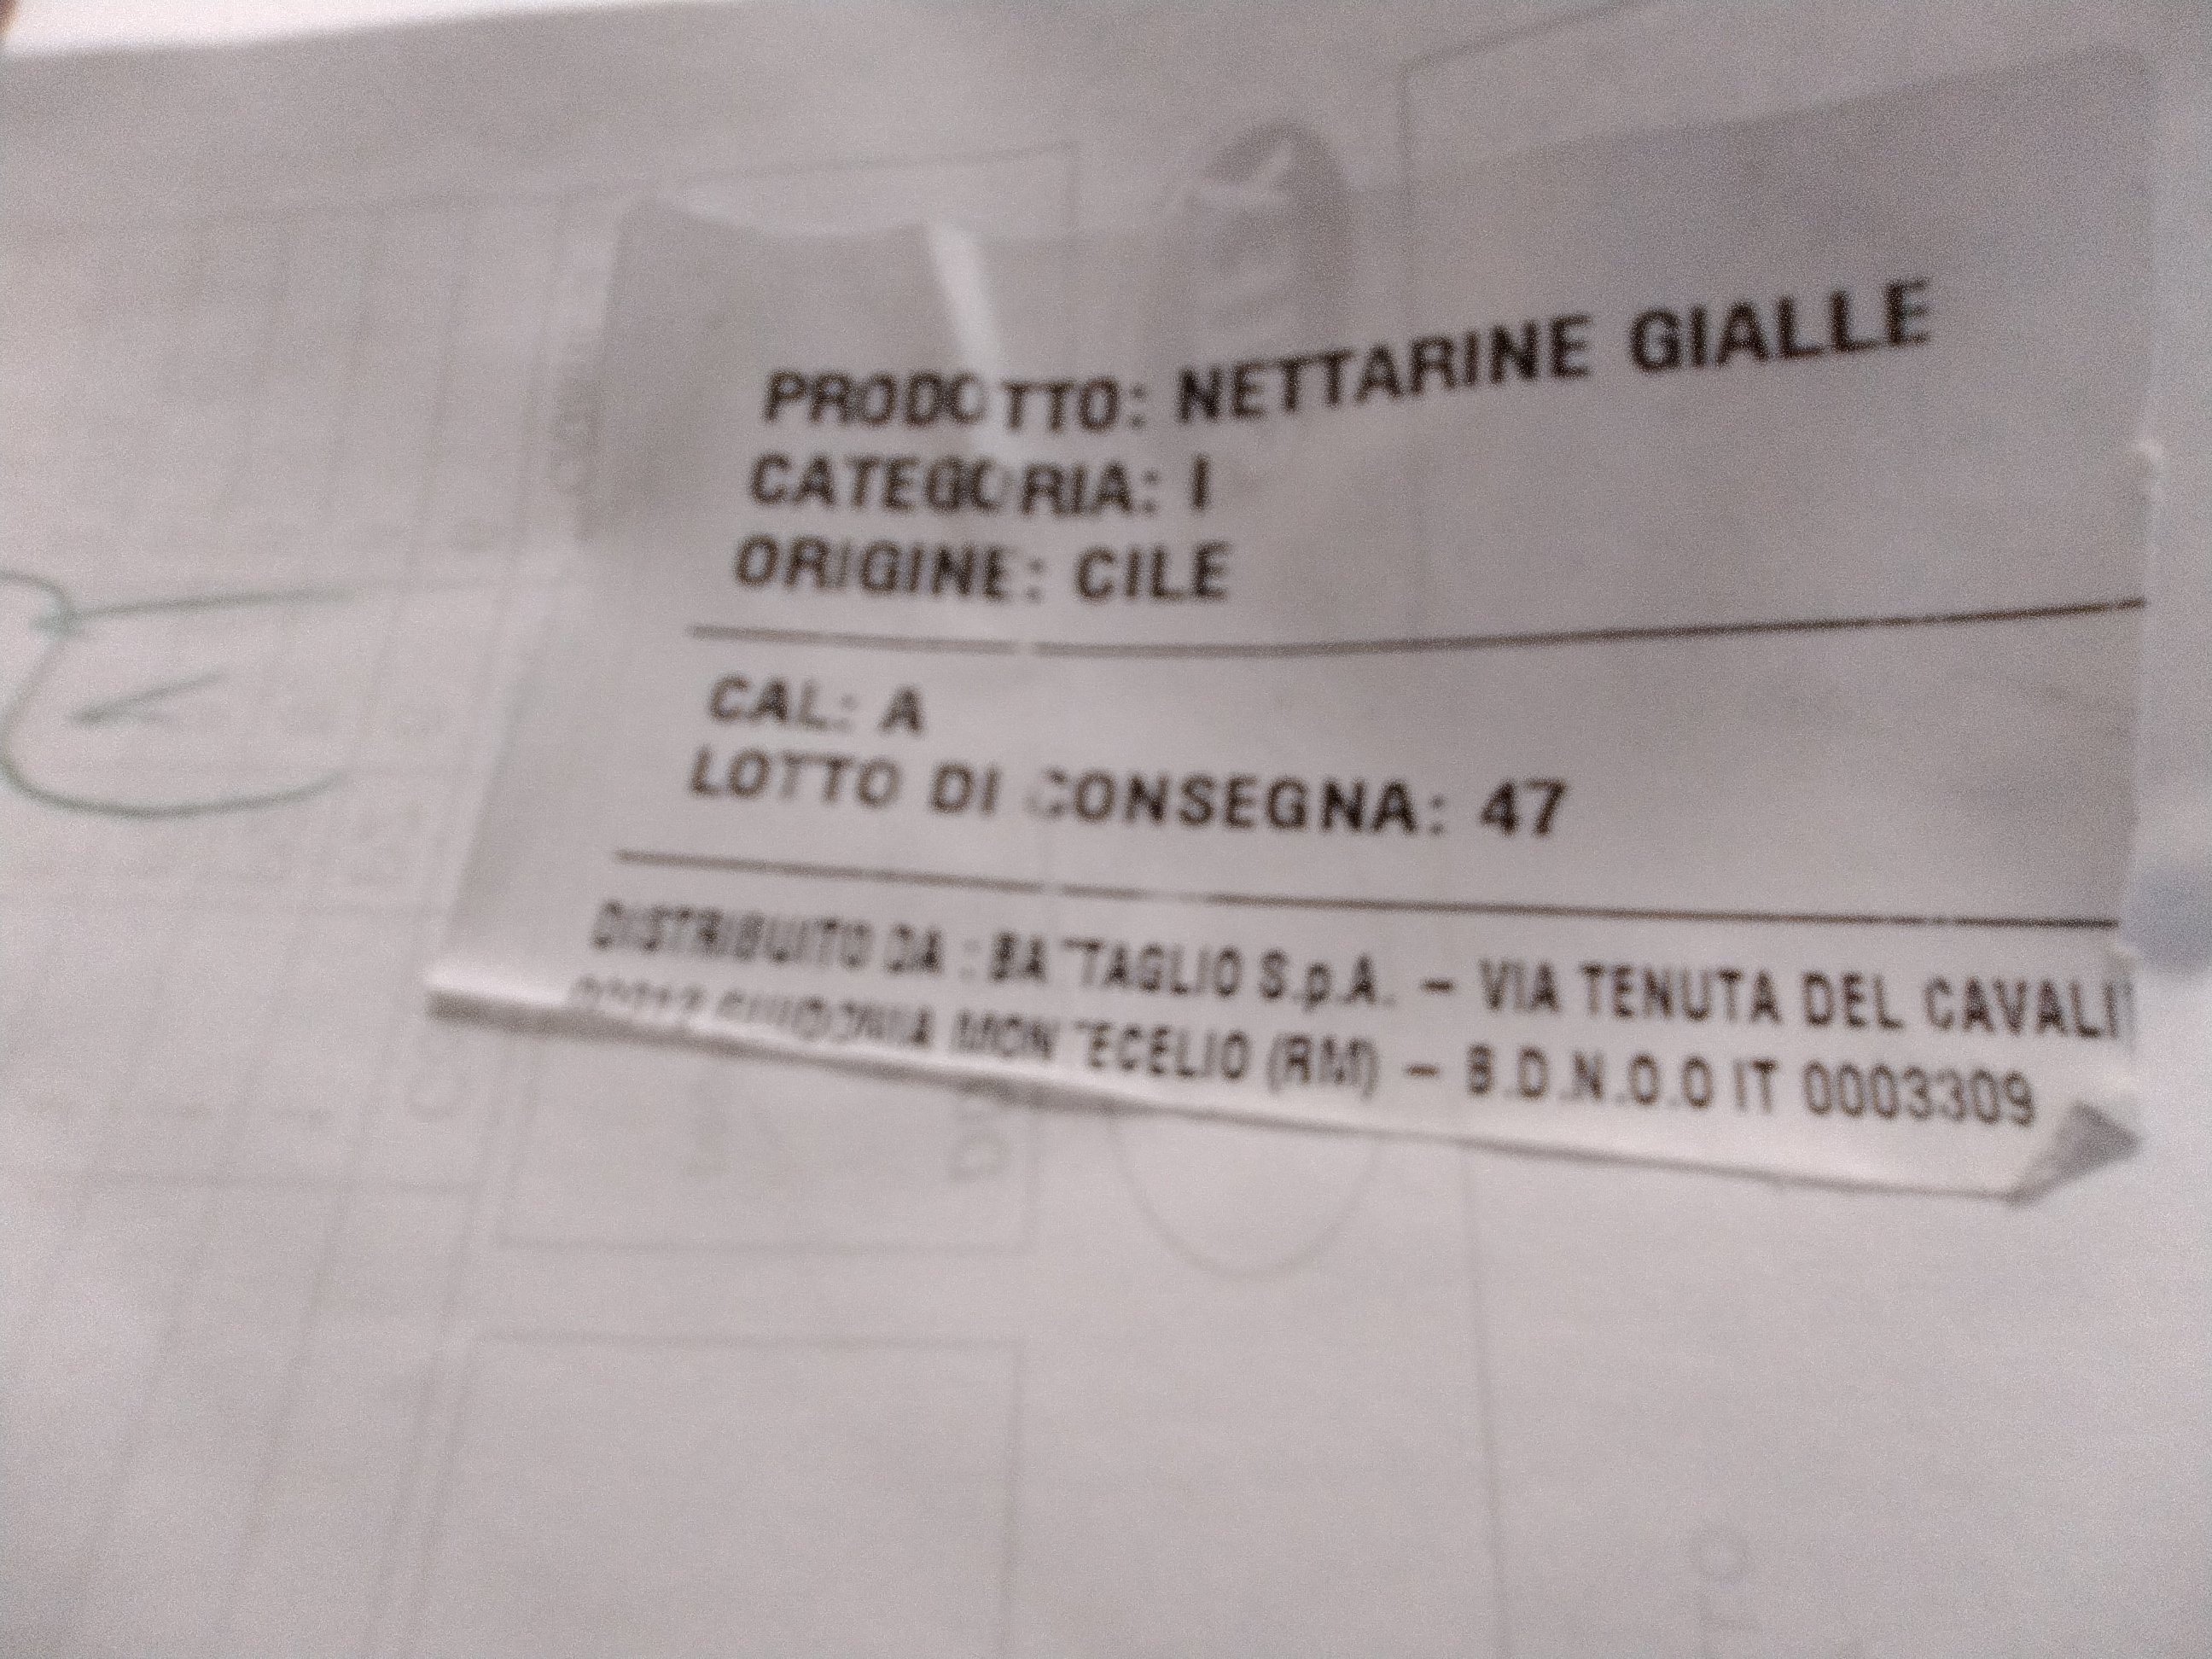 PRODOTTO: NETTARINE GIALLE
CATEGORIA: I
ORIGINE: CILE
CAL.: A
LOTTO DI CONSEGNA: 47
DISTRIBUITO DA : BATTAGLIO S.p.A. – VIA TENUTA DEL CAVALI
MONTECELIO (RM) – B.D.N.O.O IT 0003309